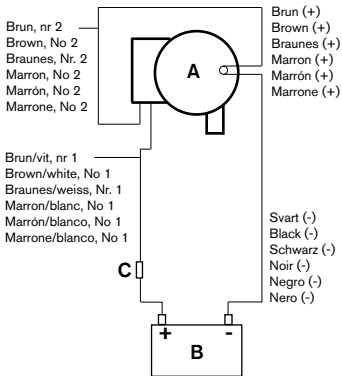 Brun, nr 2
Brown, No 2
Braunes, Nr. 2
Marron, No 2
Marrón, No 2
Marrone, No 2
A
Brun (+)
Brown (+)
Braunes (+)
Marron (+)
Marrón (+)
Marrone (+)
Brun/vit, nr 1
Brown/white, No 1
Braunes/weiss, Nr. 1
Marron/blanc, No 1
Marrón/blanco, No 1
Marrone/blanco, No 1
Svart (-)
Black (-)
Schwarz (-)
Noir (-)
Negro (-)
Nero (-)
C
+ -
B